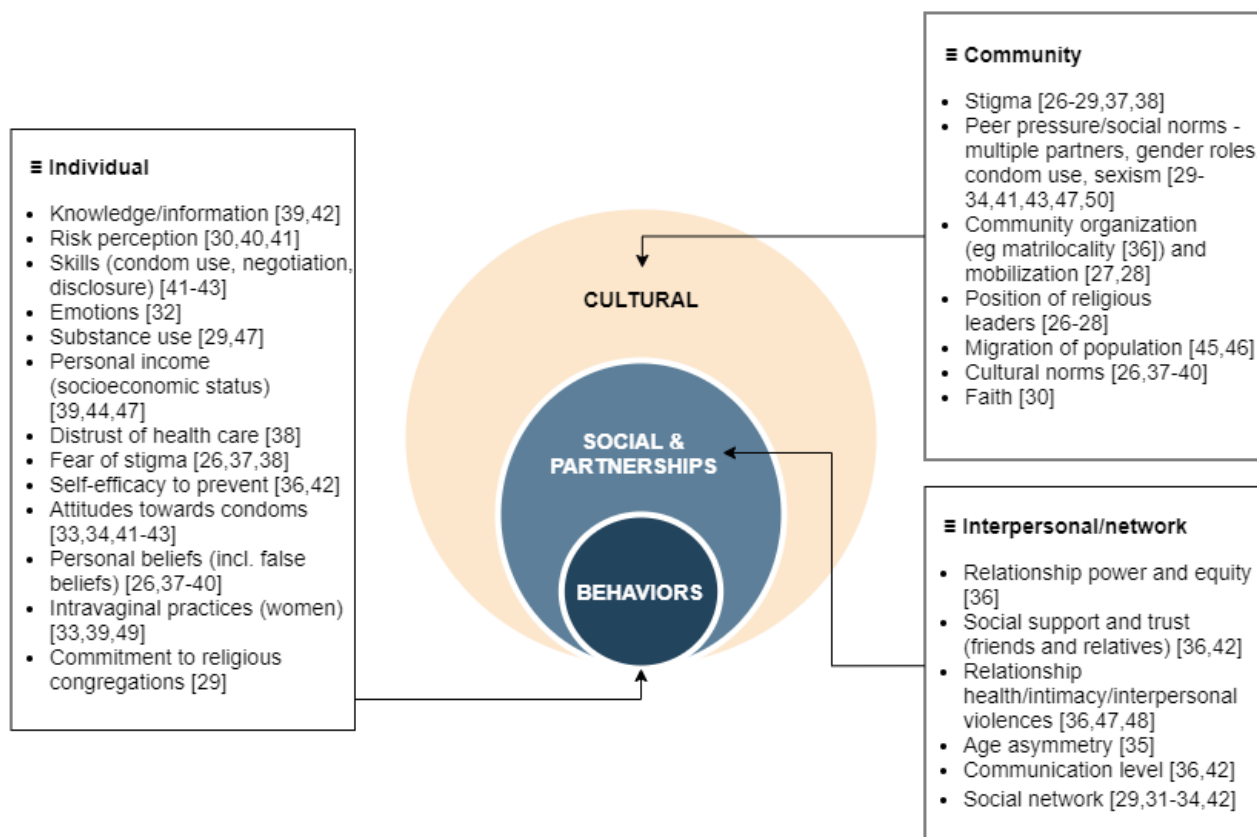 ≡ Individual
• Knowledge/information [39,42]
• Risk perception [30,40,41]
• Skills (condom use, negotiation,
disclosure) [41-43]
• Emotions [32]
• Substance use [29,47]
• Personal income
(socioeconomic status)
[39,44,47]
• Distrust of health care [38]
• Fear of stigma [26,37,38]
• Self-efficacy to prevent [36,42]
• Attitudes towards condoms
[33,34,41-43]
• Personal beliefs (incl. false
beliefs) [26,37-40]
• Intravaginal practices (women)
[33,39,49]
• Commitment to religious
congregations [29]
CULTURAL
SOCIAL &
PARTNERSHIPS
BEHAVIORS
≡ Community
• Stigma [26-29,37,38]
• Peer pressure/social norms -
multiple partners, gender roles
condom use, sexism [29-
34,41,43,47,50]
• Community organization
(eg matrilocality [36]) and
mobilization [27,28]
• Position of religious
leaders [26-28]
• Migration of population [45,46]
• Cultural norms [26,37-40]
• Faith [30]
≡ Interpersonal/network
• Relationship power and equity
[36]
• Social support and trust
(friends and relatives) [36,42]
• Relationship
health/intimacy/interpersonal
violences [36,47,48]
• Age asymmetry [35]
• Communication level [36,42]
• Social network [29,31-34,42]